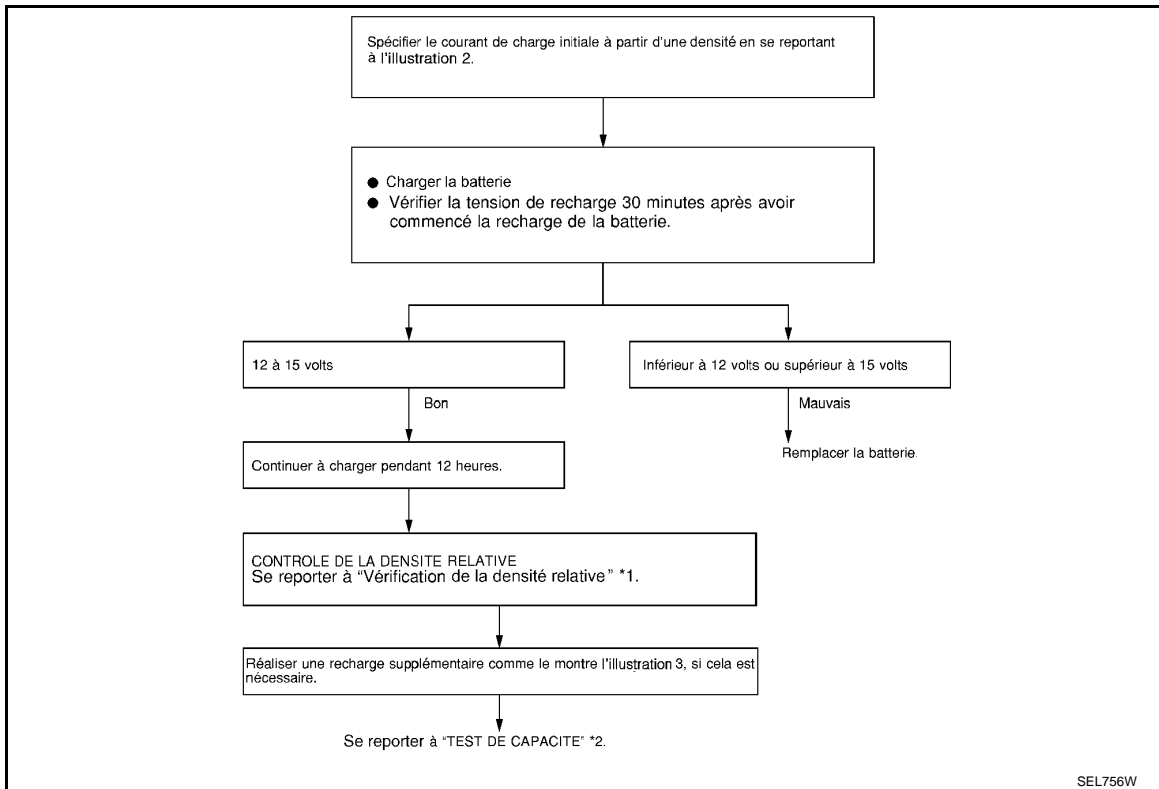 Spécifier le courant de charge initiale à partir d'une densité en se reportant
à l'illustration 2.
● Charger la batterie
● Vérifier la tension de recharge 30 minutes après avoir
commencé la recharge de la batterie.
12 à 15 volts
Inférieur à 12 volts ou supérieur à 15 volts
Bon
Mauvais
Remplacer la batterie.
Continuer à charger pendant 12 heures.
CONTROLE DE LA DENSITE RELATIVE
Se reporter à “Vérification de la densité relative” *1.
Réaliser une recharge supplémentaire comme le montre l'illustration 3, si cela est
nécessaire.
Se reporter à “TEST DE CAPACITE” *2.
SEL756W